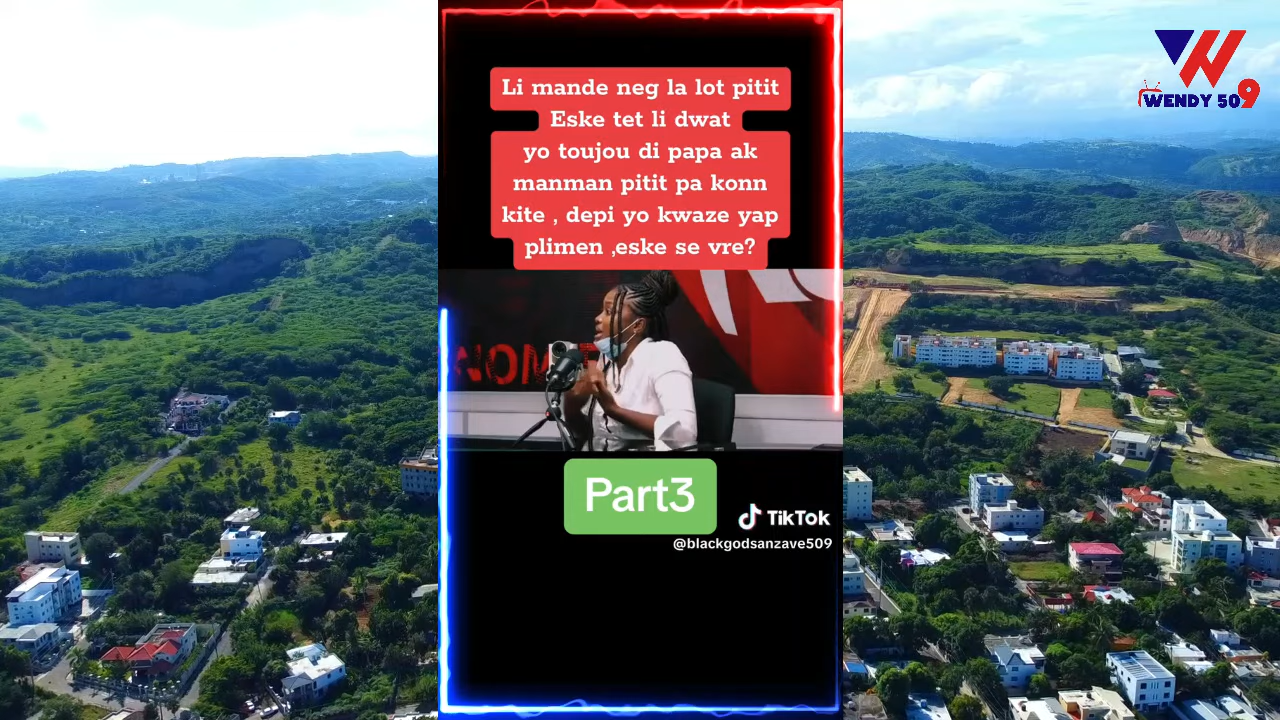 Li mande neg la lot pitit
Eske tet li dwat
yo toujou di papa ak
manman pitit pa konn
kite , depi yo kwaze yap
plimen ,eske se vre?
NOM
Part3
TikTok
@blackgodsanzave509
WENDY 509